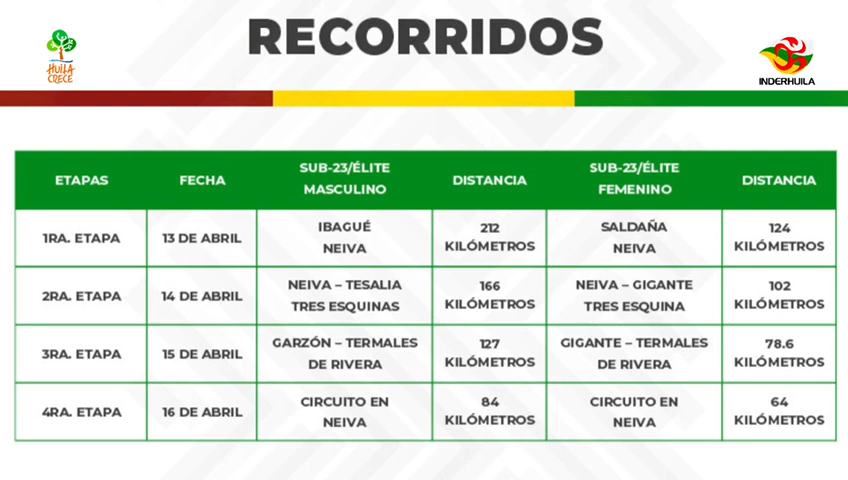 RECORRIDOS
HUILA
CRECE
INDERHUILA
ETAPAS
FECHA
SUB-23/ÉLITE
MASCULINO
DISTANCIA
SUB-23/ÉLITE
FEMENINO
DISTANCIA
1RA. ETAPA
13 DE ABRIL
IBAGUÉ
NEIVA
212
KILÓMETROS
SALDAÑA
NEIVA
124
KILÓMETROS
2RA. ETAPA
14 DE ABRIL
NEIVA – TESALIA
TRES ESQUINAS
166
KILÓMETROS
NEIVA – GIGANTE
TRES ESQUINA
102
KILÓMETROS
3RA. ETAPA
15 DE ABRIL
GARZÓN – TERMALES
DE RIVERA
127
KILÓMETROS
GIGANTE – TERMALES
DE RIVERA
78.6
KILÓMETROS
4RA. ETAPA
16 DE ABRIL
CIRCUITO EN
NEIVA
84
KILÓMETROS
CIRCUITO EN
NEIVA
64
KILÓMETROS